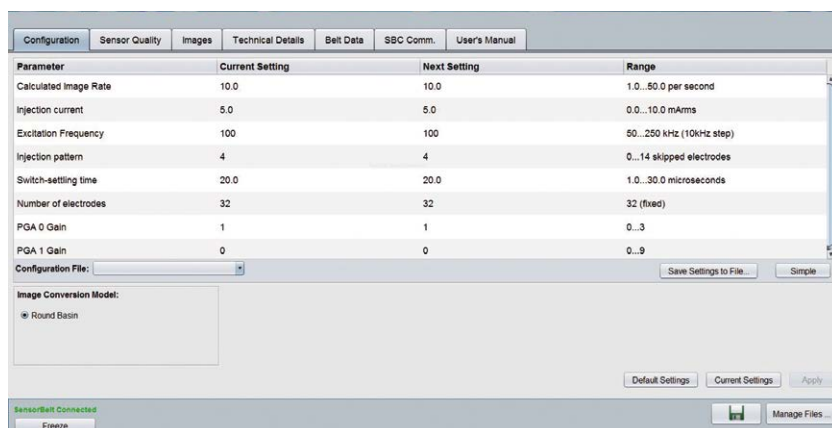 Configuration Sensor Quality Images Technical Details Belt Data SBC Comm. User's Manual
Parameter Current Setting Next Setting Range
Calculated Image Rate 10.0 10.0 1.0...50.0 per second
Injection current 5.0 5.0 0.0...10.0 mArms
Excitation Frequency 100 100 50...250 kHz (10kHz step)
Injection pattern 4 4 0...14 skipped electrodes
Switch-settling time 20.0 20.0 1.0...30.0 microseconds
Number of electrodes 32 32 32 (fixed)
PGA 0 Gain 1 1 0...3
PGA 1 Gain 0 0 0...9
Configuration File: Save Settings to File... Simple
Image Conversion Model:
Round Basin
Default Settings Current Settings Apply
SensorBelt Connected
Freeze Manage Files ...